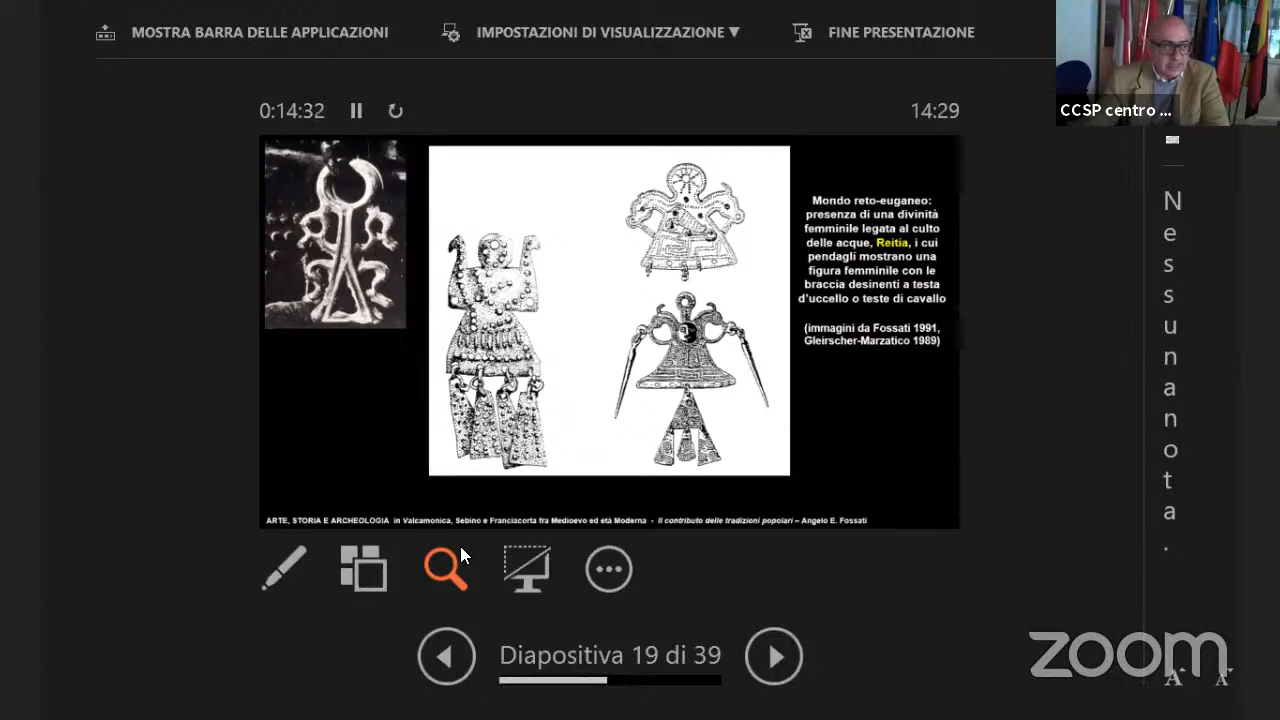 MOSTRA BARRA DELLE APPLICAZIONI
IMPOSTAZIONI DI VISUALIZZAZIONE ▼
FINE PRESENTAZIONE
CCSP centro ...
0:14:32
14:29
Mondo reto-euganeo:
presenza di una divinità
femminile legata al culto
delle acque, Reitia, i cui
pendagli mostrano una
figura femminile con le
braccia desinenti a testa
d'uccello o teste di cavallo
(immagini da Fossati 1991,
Gleirscher-Marzatico 1989)
ARTE, STORIA E ARCHEOLOGIA in Valcamonica, Sebino e Franciacorta fra Medioevo ed età Moderna - Il contributo delle tradizioni popolari – Angelo E. Fossati
N
e
s
s
u
n
a
n
o
t
a
.
Diapositiva 19 di 39
zoom
A
A